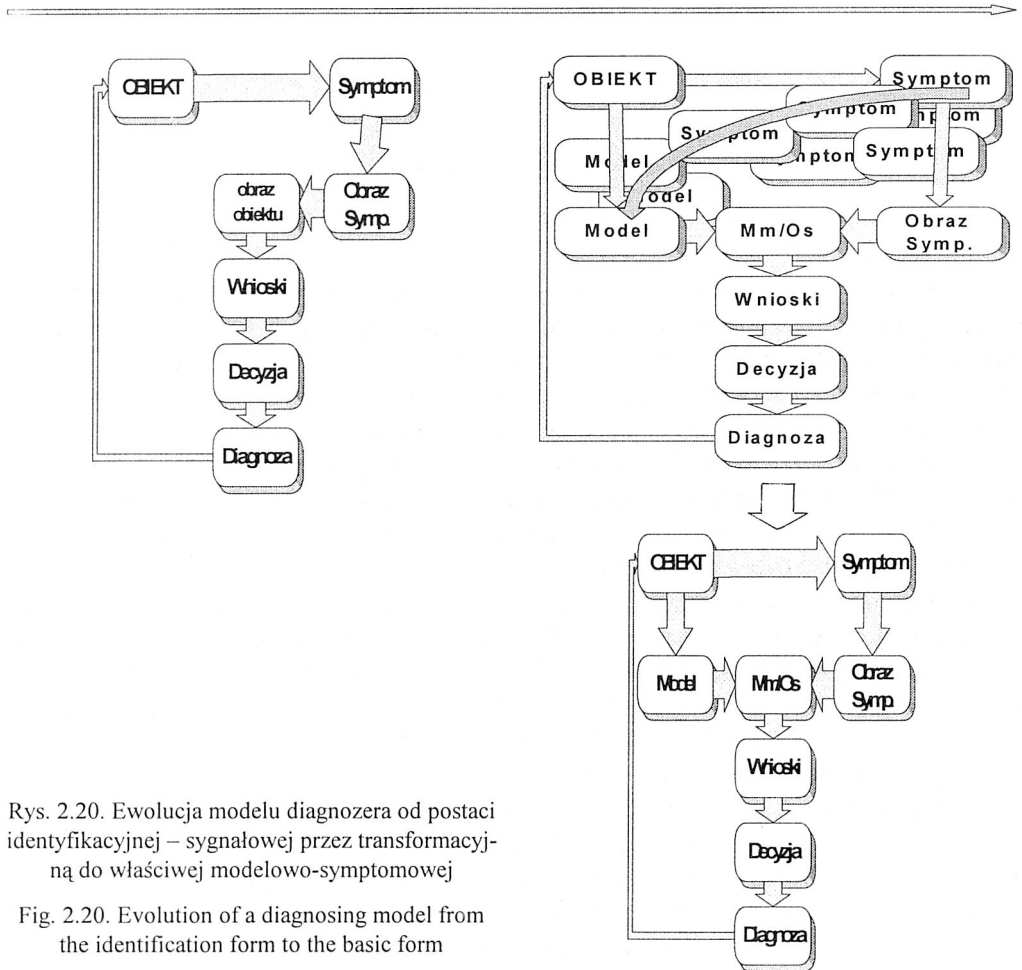 OBIEKT
Symptom
obraz
obiektu
Obraz
Symp.
Wnioski
Decyzja
Diagnoza
OBIEKT
Symptom
Symptom
Symptom
Symptom
Model
Model
Model
Mm/Os
Obraz
Symp.
Wnioski
Decyzja
Diagnoza
OBIEKT
Symptom
Model
Mm/Os
Obraz
Symp.
Wnioski
Decyzja
Diagnoza
Rys. 2.20. Ewolucja modelu diagnozera od postaci
identyfikacyjnej – sygnałowej przez transformacyj-
ną do właściwej modelowo-symptomowej
Fig. 2.20. Evolution of a diagnosing model from
the identification form to the basic form